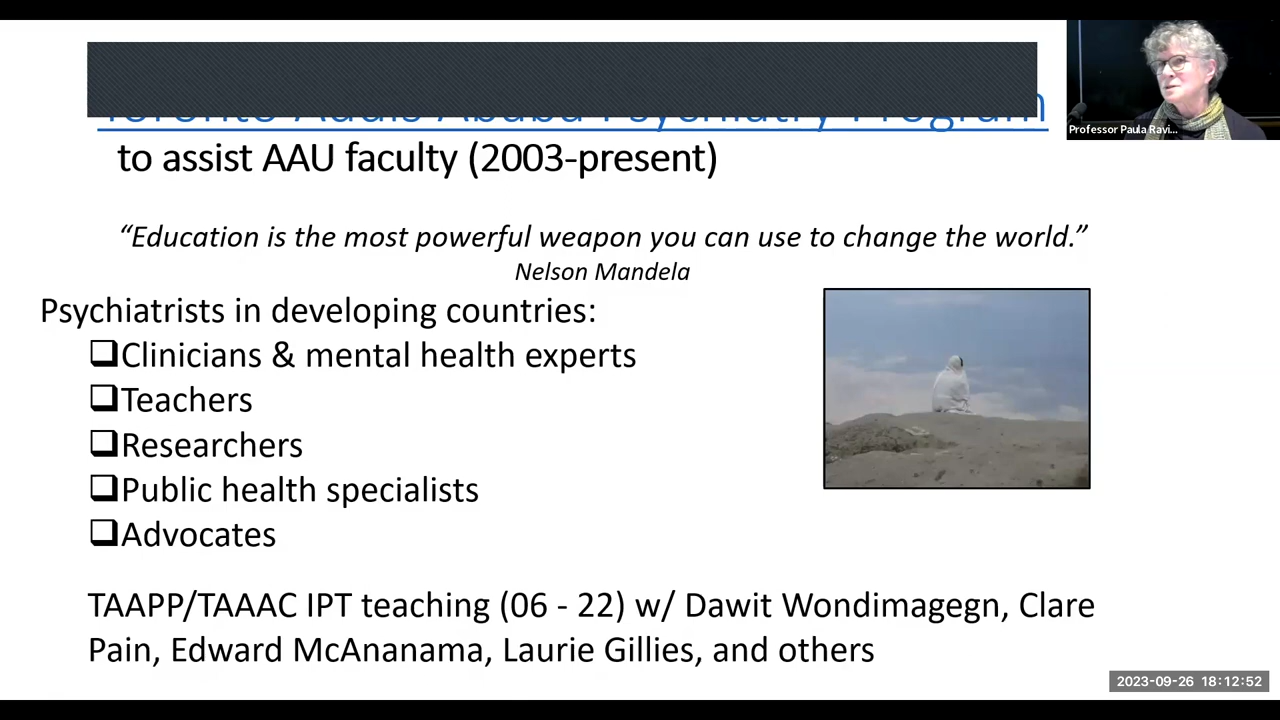 Toronto Addis Ababa Psychiatry Program
to assist AAU faculty (2003-present)
“Education is the most powerful weapon you can use to change the world.”
Nelson Mandela
Psychiatrists in developing countries:
❑Clinicians & mental health experts
❑Teachers
❑Researchers
❑Public health specialists
❑Advocates
TAAPP/TAAAC IPT teaching (06 - 22) w/ Dawit Wondimagegn, Clare
Pain, Edward McAnanama, Laurie Gillies, and others
Professor Paula Ravi...
2023-09-26 18:12:52